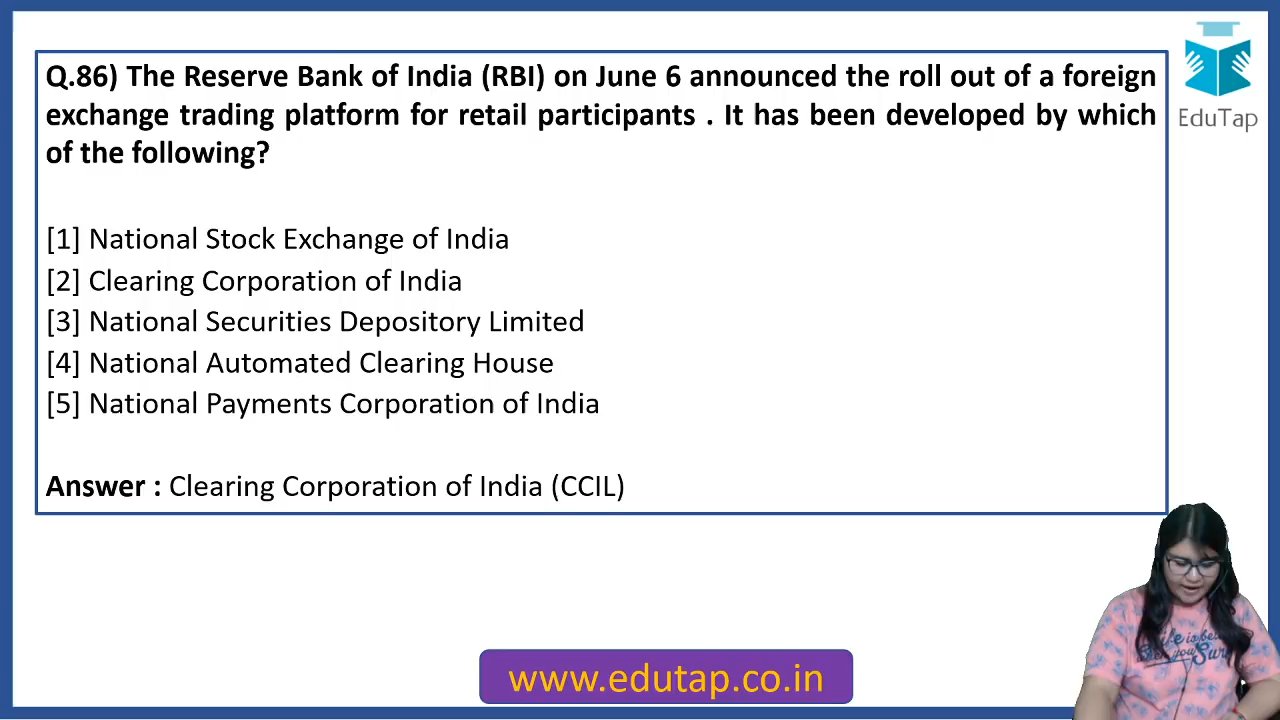 Q.86) The Reserve Bank of India (RBI) on June 6 announced the roll out of a foreign
exchange trading platform for retail participants . It has been developed by which
of the following?
[1] National Stock Exchange of India
[2] Clearing Corporation of India
[3] National Securities Depository Limited
[4] National Automated Clearing House
[5] National Payments Corporation of India
Answer : Clearing Corporation of India (CCIL)
EduTap
www.edutap.co.in